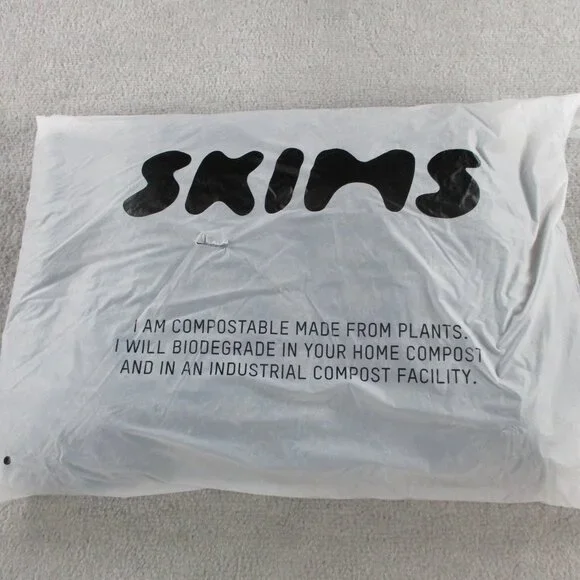 SKIMS
I AM COMPOSTABLE MADE FROM PLANTS.
I WILL BIODEGRADE IN YOUR HOME COMPOST
AND IN AN INDUSTRIAL COMPOST FACILITY.